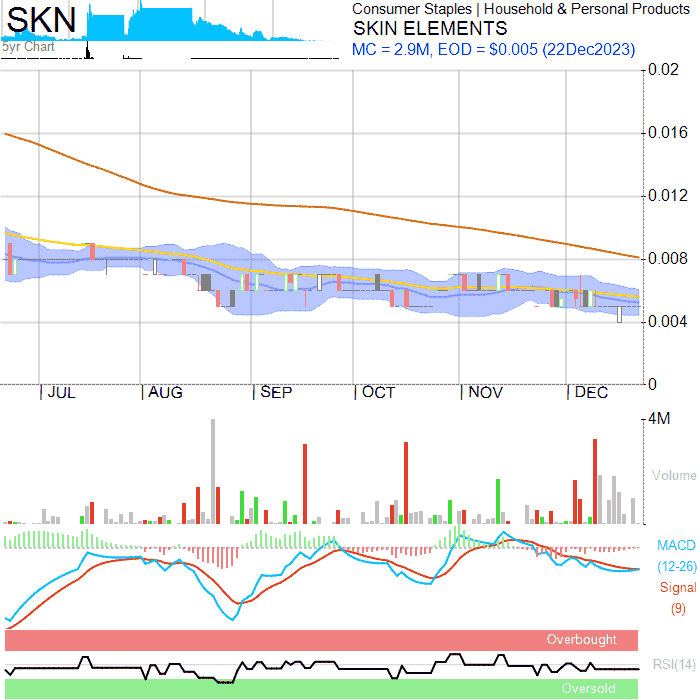 SKN
5yr Chart
Consumer Staples | Household & Personal Products
SKIN ELEMENTS
MC = 2.9M, EOD = $0.005 (22Dec2023)
0.02
0.016
0.012
0.008
0.004
0
| JUL | AUG | SEP | OCT | NOV | DEC
4M
Volume
MACD
(12-26)
Signal
(9)
Overbought
RSI(14)
Oversold